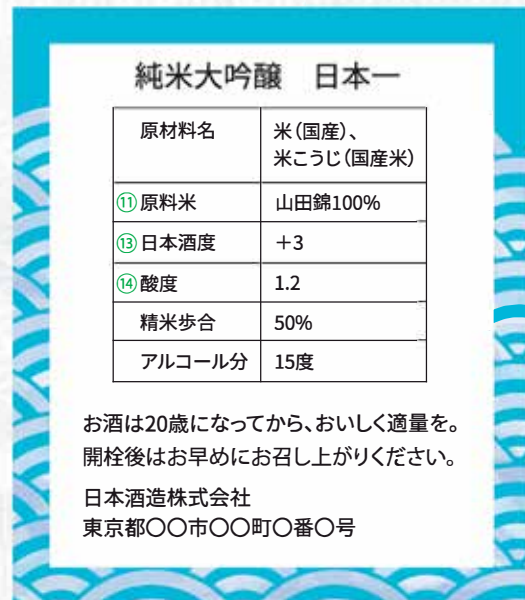 純米大吟醸　日本一
原材料名　米（国産）、
米こうじ（国産米）
⑪原料米　山田錦100%
⑬日本酒度　＋3
⑭酸度　1.2
精米歩合　50%
アルコール分　15度
お酒は20歳になってから、おいしく適量を。
開栓後はお早めにお召し上がりください。
日本酒造株式会社
東京都〇〇市〇〇町〇番〇号